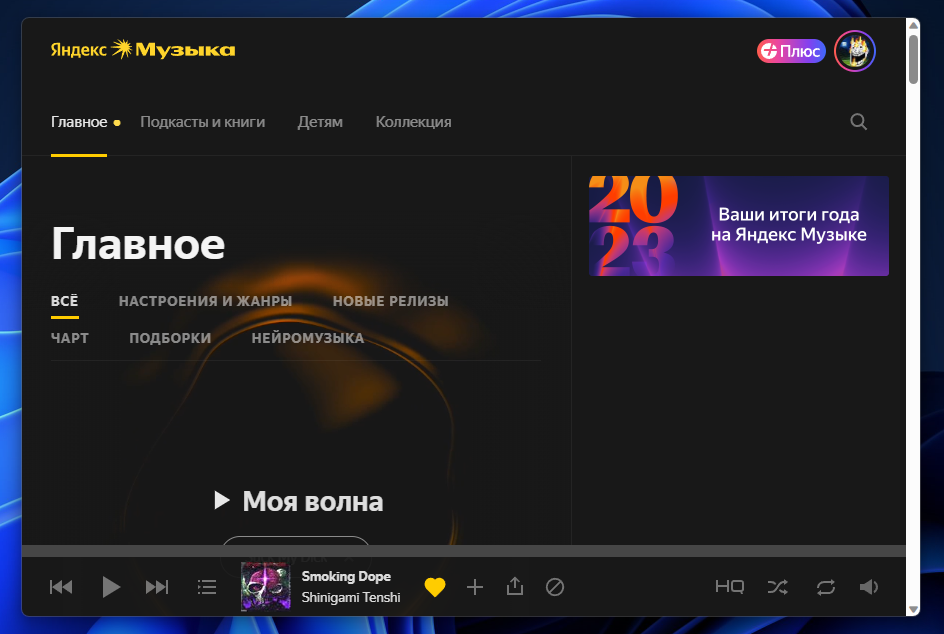 Яндекс Музыка
Плюс
Главное
Подкасты и книги
Детям
Коллекция
2023
Ваши итоги года
на Яндекс Музыке
Главное
ВСЁ
НАСТРОЕНИЯ И ЖАНРЫ
НОВЫЕ РЕЛИЗЫ
ЧАРТ
ПОДБОРКИ
НЕЙРОМУЗЫКА
Моя волна
Smoking Dope
Shinigami Tenshi
HQ